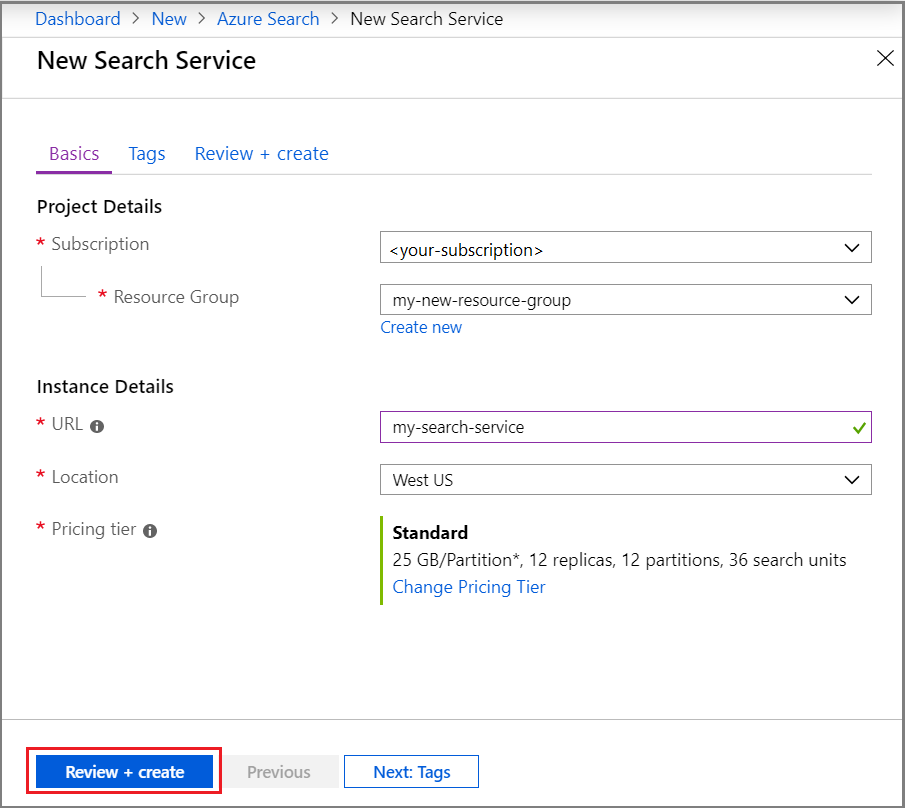 Dashboard > New > Azure Search > New Search Service
New Search Service
Basics Tags Review + create
Project Details
* Subscription <your-subscription>
* Resource Group my-new-resource-group
Create new
Instance Details
* URL my-search-service
* Location West US
* Pricing tier Standard
25 GB/Partition*, 12 replicas, 12 partitions, 36 search units
Change Pricing Tier
Review + create Previous Next: Tags